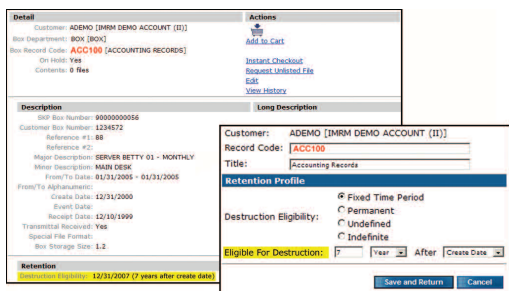 Detail
Customer: ADEMO [IMRM DEMO ACCOUNT (II)]
Box Department: BOX [BOX]
Box Record Code: ACC100 [ACCOUNTING RECORDS]
On Hold: Yes
Contents: 0 files
Actions
Add to Cart
Instant Checkout
Request Unlisted File
Edit
View History
Description
Long Description
SKP Box Number: 90000000056
Customer Box Number: 1234572
Reference #1: 88
Reference #2:
Major Description: SERVER BETTY 01 - MONTHLY
Minor Description: MAIN DESK
From/To Date: 01/31/2005 - 01/31/2005
From/To Alphanumeric:
Create Date: 12/31/2000
Event Date:
Receipt Date: 12/10/1999
Transmittal Received: Yes
Special File Format:
Box Storage Size: 1.2
Retention
Destruction Eligibility: 12/31/2007 (7 years after create date)
Customer: ADEMO [IMRM DEMO ACCOUNT (II)]
Record Code: ACC100
Title: Accounting Records
Retention Profile
Destruction Eligibility:
Fixed Time Period
Permanent
Undefined
Indefinite
Eligible For Destruction: 7 Year After Create Date
Save and Return Cancel